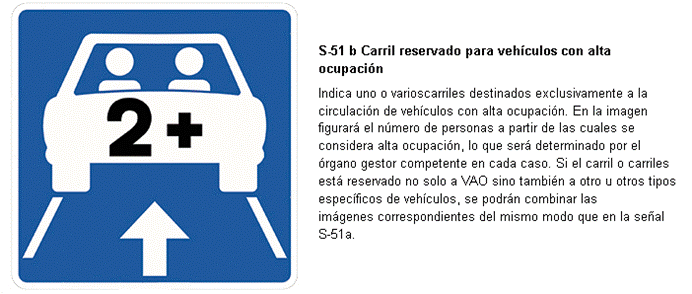 2+
S-51 b Carril reservado para vehículos con alta
ocupación
Indica uno o varioscarriles destinados exclusivamente a la
circulación de vehículos con alta ocupación. En la imagen
figurará el número de personas a partir de las cuales se
considera alta ocupación, lo que será determinado por el
órgano gestor competente en cada caso. Si el carril o carriles
está reservado no solo a VAO sino también a otro u otros tipos
específicos de vehículos, se podrán combinar las
imágenes correspondientes del mismo modo que en la señal
S-51a.